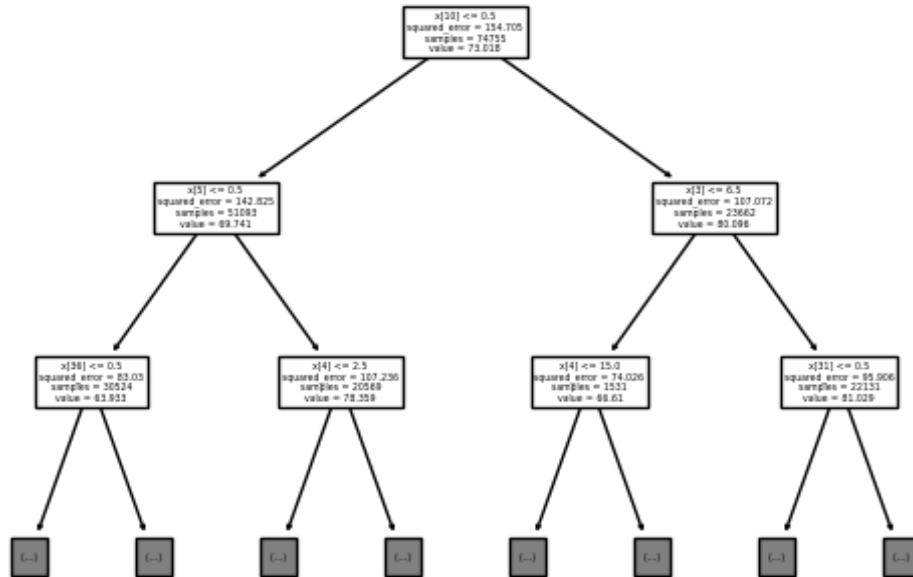 x[10] <= 0.5
squared_error = 154.705
samples = 74755
value = 73.018
x[5] <= 0.5
squared_error = 142.825
samples = 51093
value = 69.741
x[3] <= 6.5
squared_error = 107.072
samples = 23662
value = 80.096
x[36] <= 0.5
squared_error = 83.03
samples = 30524
value = 63.933
x[4] <= 2.5
squared_error = 107.236
samples = 20569
value = 78.359
x[4] <= 15.0
squared_error = 74.026
samples = 1531
value = 66.61
x[31] <= 0.5
squared_error = 95.906
samples = 22131
value = 81.029
(...)
(...)
(...)
(...)
(...)
(...)
(...)
(...)